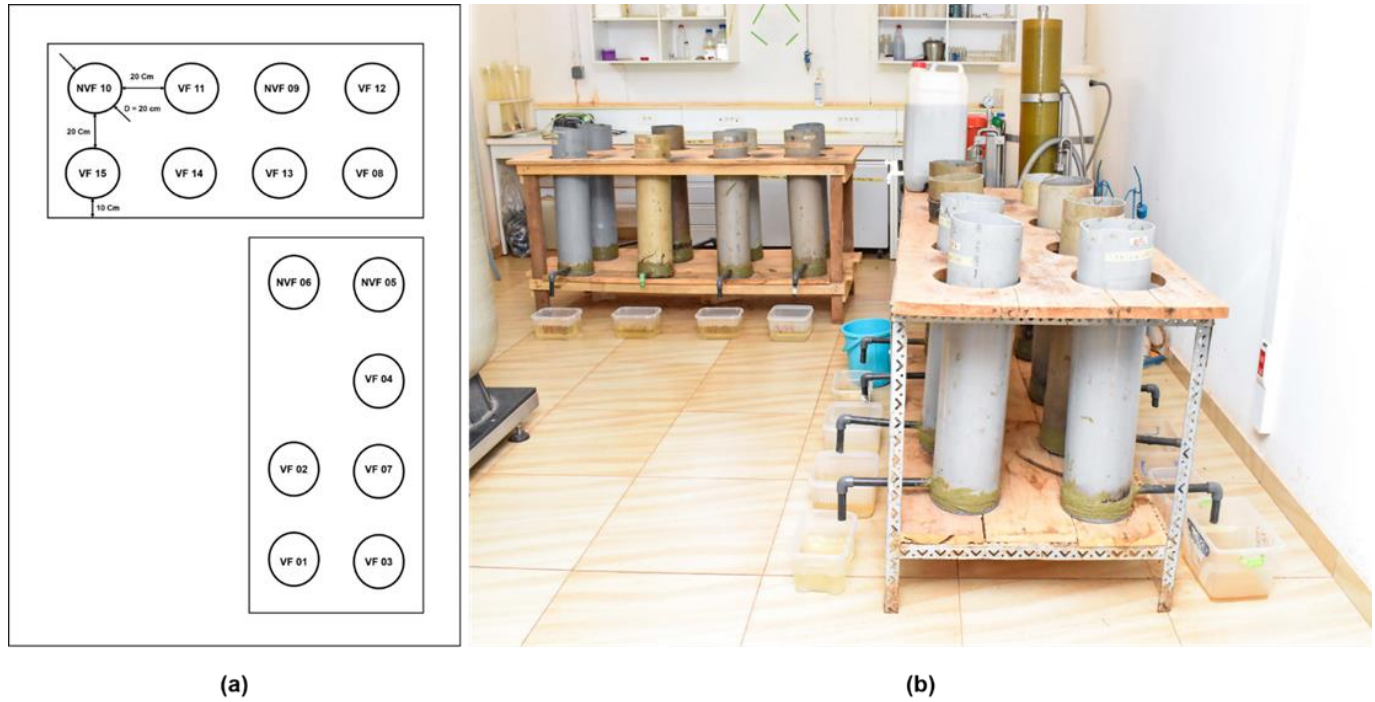 20 Cm
NVF 10
VF 11
NVF 09
VF 12
D = 20 cm
20 Cm
VF 15
VF 14
VF 13
VF 08
10 Cm
NVF 06
NVF 05
VF 04
VF 02
VF 07
VF 01
VF 03
(a)
(b)